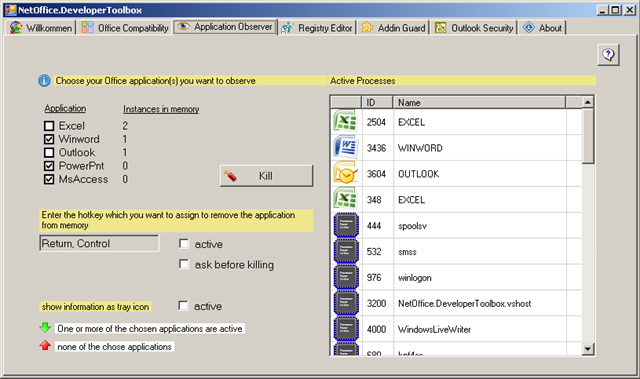 NetOffice.DeveloperToolbox
Willkommen Office Compatibility Application Observer Registry Editor Addin Guard Outlook Security About
Choose your Office application(s) you want to observe
Application Instances in memory
Excel 2
Winword 1
Outlook 1
PowerPnt 0
MsAccess 0
Kill
Enter the hotkey which you want to assign to remove the application
from memory
Return, Control
active
ask before killing
show information as tray icon
active
One or more of the chosen applications are active
none of the chose applications
Active Processes
ID Name
2504 EXCEL
3436 WINWORD
3604 OUTLOOK
348 EXCEL
444 spoolsv
532 smss
976 winlogon
3200 NetOffice.DeveloperToolbox.vshost
4000 WindowsLiveWriter